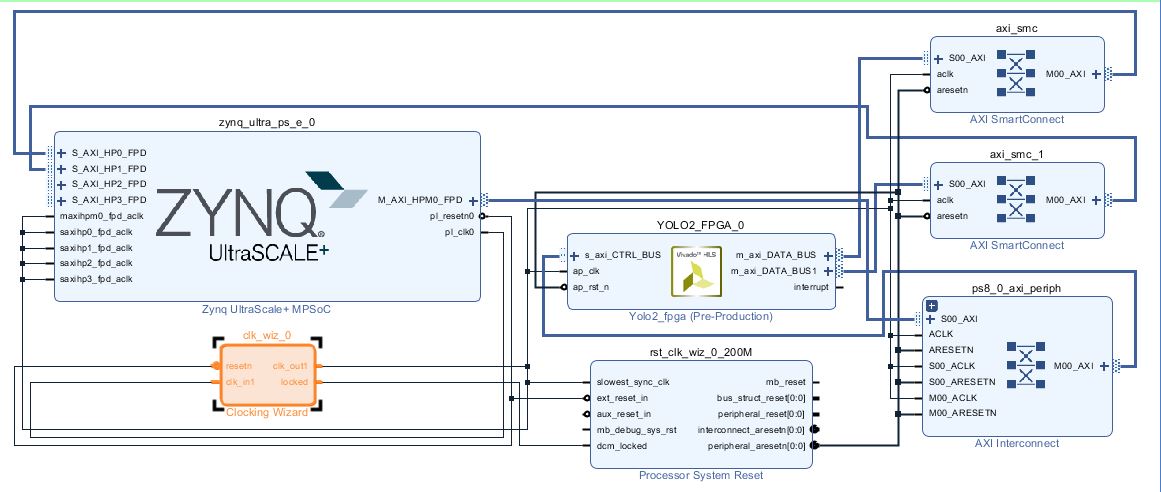 zynq_ultra_ps_e_0
S_AXI_HP0_FPD
S_AXI_HP1_FPD
S_AXI_HP2_FPD
S_AXI_HP3_FPD
maxihpm0_fpd_aclk
saxihp0_fpd_aclk
saxihp1_fpd_aclk
saxihp2_fpd_aclk
saxihp3_fpd_aclk
ZYNQ
UltraSCALE+
M_AXI_HPM0_FPD
pl_resetn0
pl_clk0
Zynq UltraScale+ MPSoC
clk_wiz_0
resetn
clk_in1
clk_out1
locked
Clocking Wizard
YOLO2_FPGA_0
s_axi_CTRL_BUS
ap_clk
ap_rst_n
Vivado™ HLS
m_axi_DATA_BUS
m_axi_DATA_BUS1
interrupt
Yolo2_fpga (Pre-Production)
rst_clk_wiz_0_200M
slowest_sync_clk
ext_reset_in
aux_reset_in
mb_debug_sys_rst
dcm_locked
mb_reset
bus_struct_reset[0:0]
peripheral_reset[0:0]
interconnect_aresetn[0:0]
peripheral_aresetn[0:0]
Processor System Reset
axi_smc
S00_AXI
aclk
aresetn
M00_AXI
AXI SmartConnect
axi_smc_1
S00_AXI
aclk
aresetn
M00_AXI
AXI SmartConnect
ps8_0_axi_periph
S00_AXI
ACLK
ARESETN
S00_ACLK
S00_ARESETN
M00_ACLK
M00_ARESETN
M00_AXI
AXI Interconnect